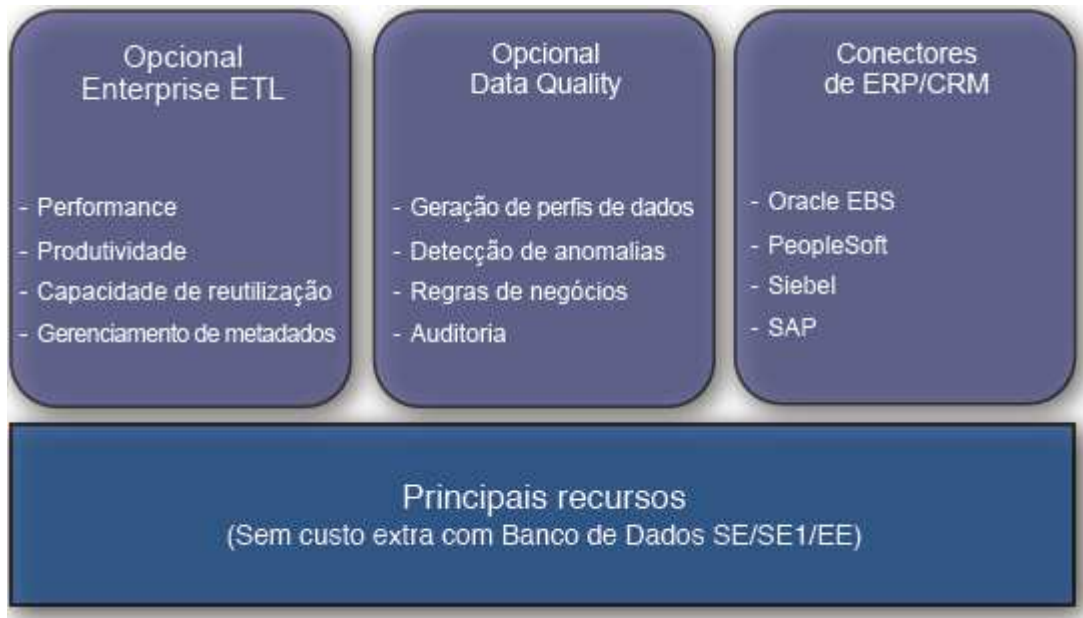 Opcional
Enterprise ETL
- Performance
- Produtividade
- Capacidade de reutilização
- Gerenciamento de metadados
Opcional
Data Quality
- Geração de perfis de dados
- Detecção de anomalias
- Regras de negócios
- Auditoria
Conectores
de ERP/CRM
- Oracle EBS
- PeopleSoft
- Siebel
- SAP
Principais recursos
(Sem custo extra com Banco de Dados SE/SE1/EE)